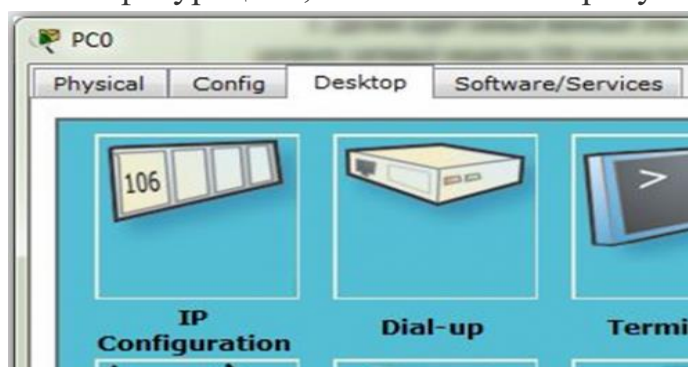 PC0
Physical Config Desktop Software/Services
106
>
IP Configuration
Dial-up